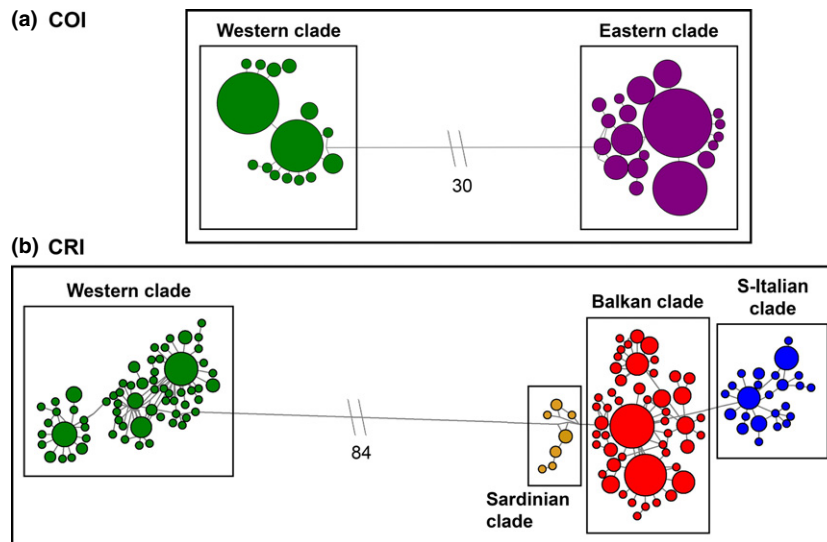 (a) COI
Western clade
Eastern clade
30
(b) CRI
Western clade
Balkan clade
S-Italian
clade
84
Sardinian
clade